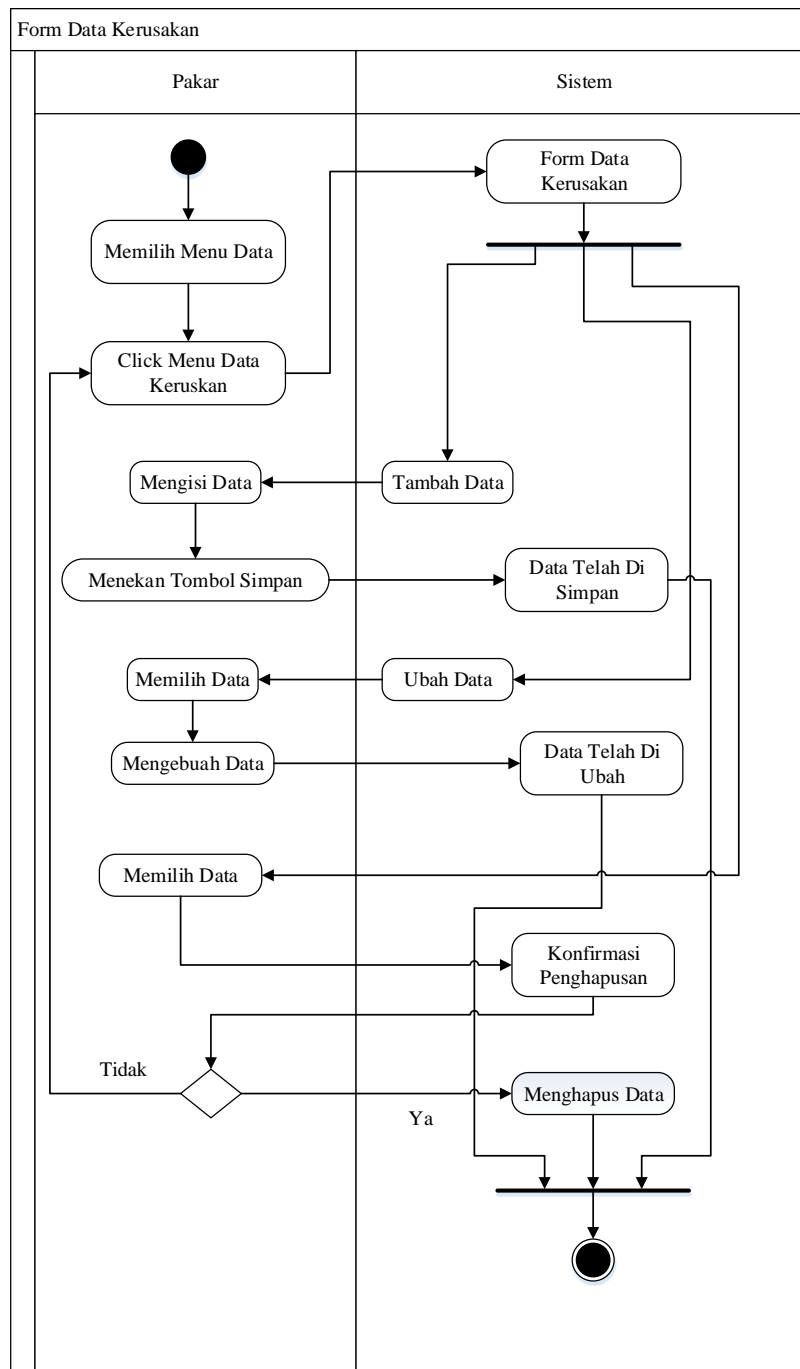 Form Data Kerusakan
Pakar
Sistem
Form Data
Kerusakan
Memilih Menu Data
Click Menu Data
Keruskan
Mengisi Data
Tambah Data
Menekan Tombol Simpan
Data Telah Di
Simpan
Memilih Data
Ubah Data
Mengebuah Data
Data Telah Di
Ubah
Memilih Data
Konfirmasi
Penghapusan
Tidak
Menghapus Data
Ya